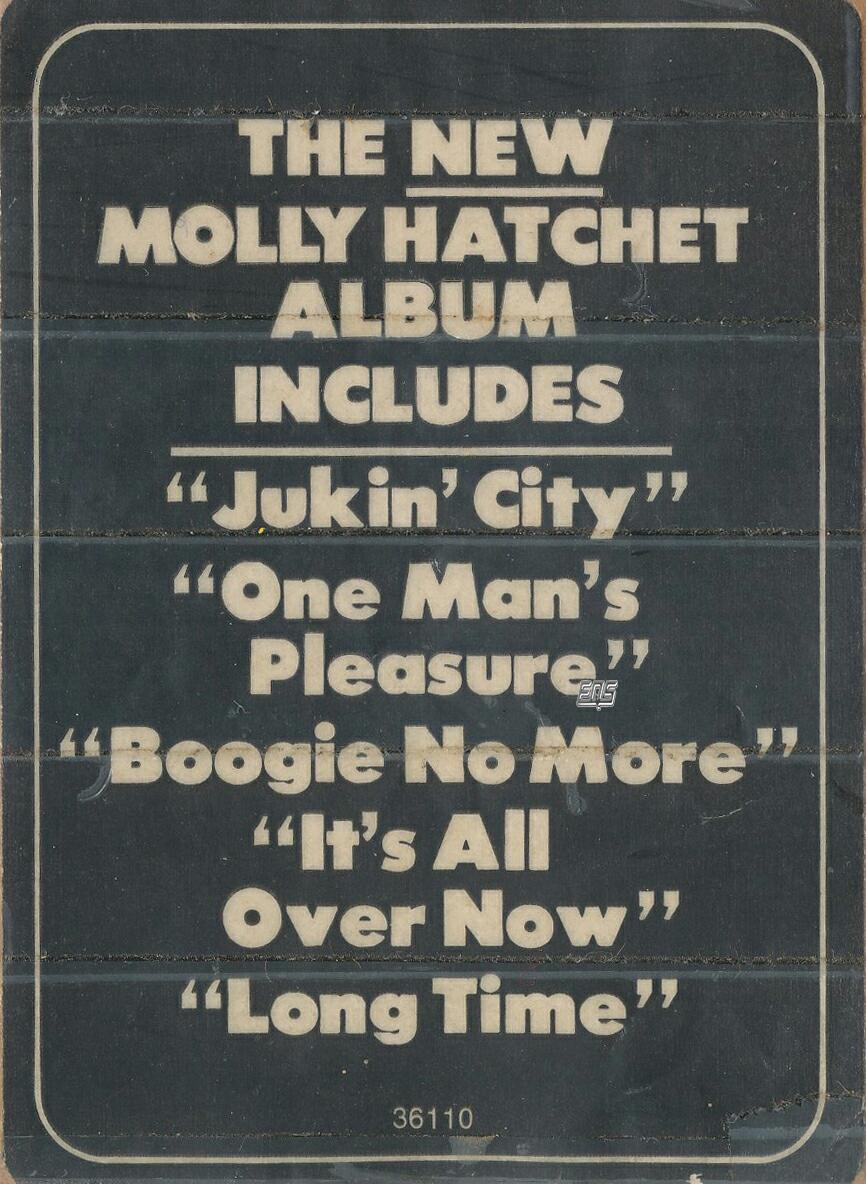 THE NEW
MOLLY HATCHET
ALBUM
INCLUDES
“Jukin’ City”
“One Man’s
Pleasure”
“Boogie No More”
“It’s All
Over Now”
“Long Time”
36110